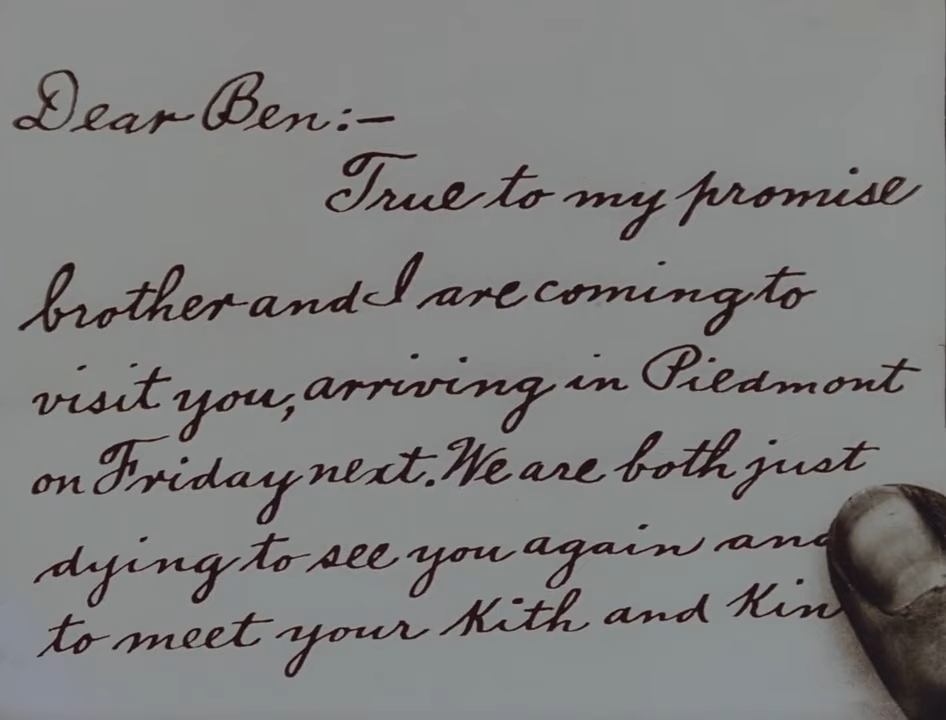 Dear Ben:—
True to my promise
brother and I are coming to
visit you, arriving in Piedmont
on Friday next. We are both just
dying to see you again and
to meet your Kith and Kin